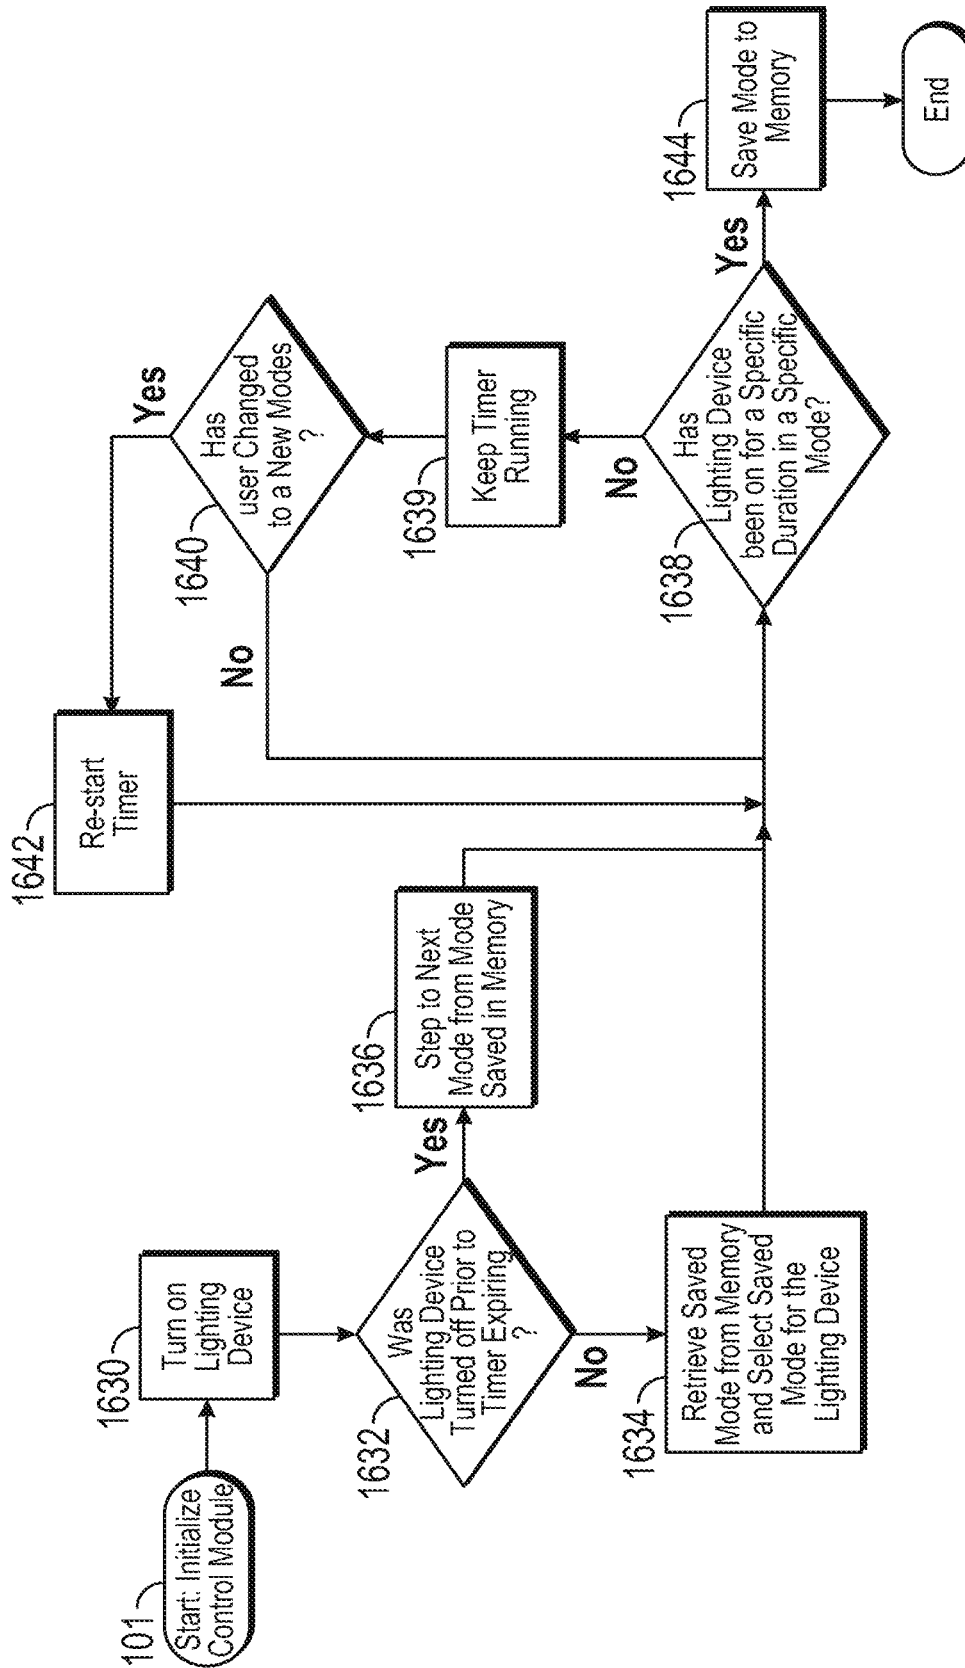 101
Start: Initialize
Control Module
1630
Turn on
Lighting
Device
1632
Was
Lighting Device
Turned off Prior to
Timer Expiring
?
Yes
No
1634
Retrieve Saved
Mode from Memory
and Select Saved
Mode for the
Lighting Device
1636
Step to Next
Mode from Mode
Saved in Memory
1642
Re-start
Timer
No
Yes
1640
Has
user Changed
to a New Modes
?
1639
Keep Timer
Running
No
1638
Has
Lighting Device
been on for a Specific
Duration in a Specific
Mode?
Yes
1644
Save Mode to
Memory
End